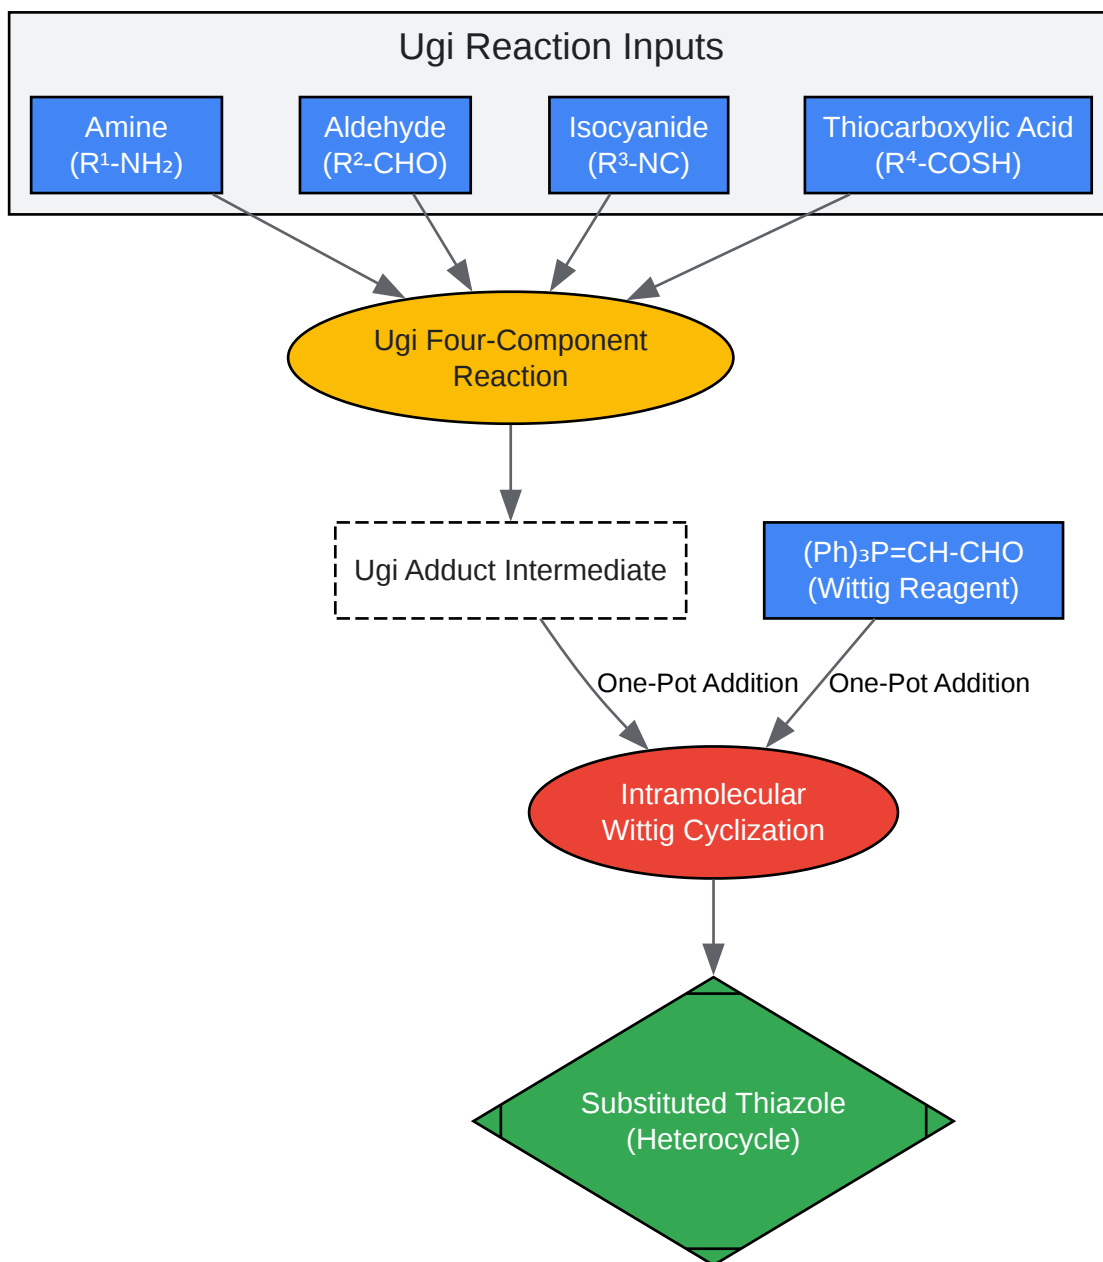 Ugi Reaction Inputs
Amine
(R¹-NH₂)
Aldehyde
(R²-CHO)
Isocyanide
(R³-NC)
Thiocarboxylic Acid
(R⁴-COSH)
Ugi Four-Component
Reaction
Ugi Adduct Intermediate
(Ph)₃P=CH-CHO
(Wittig Reagent)
One-Pot Addition
One-Pot Addition
Intramolecular
Wittig Cyclization
Substituted Thiazole
(Heterocycle)